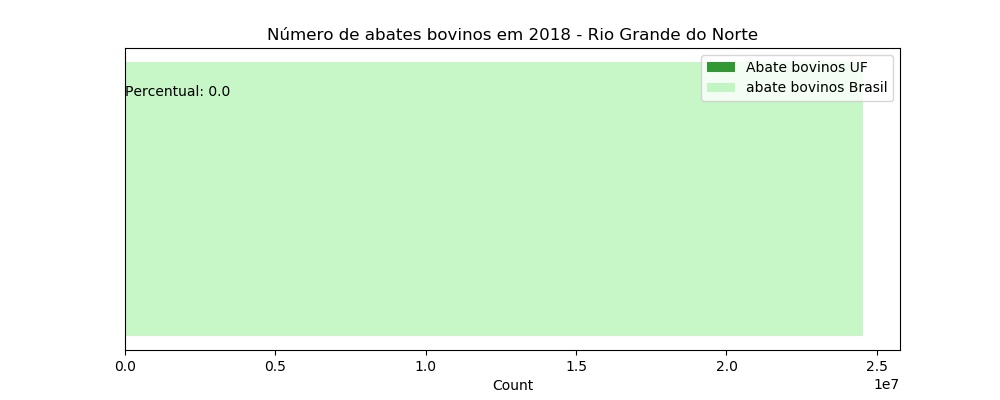 Número de abates bovinos em 2018 - Rio Grande do Norte
Abate bovinos UF
abate bovinos Brasil
Percentual: 0.0
0.0 0.5 1.0 1.5 2.0 2.5
1e7
Count